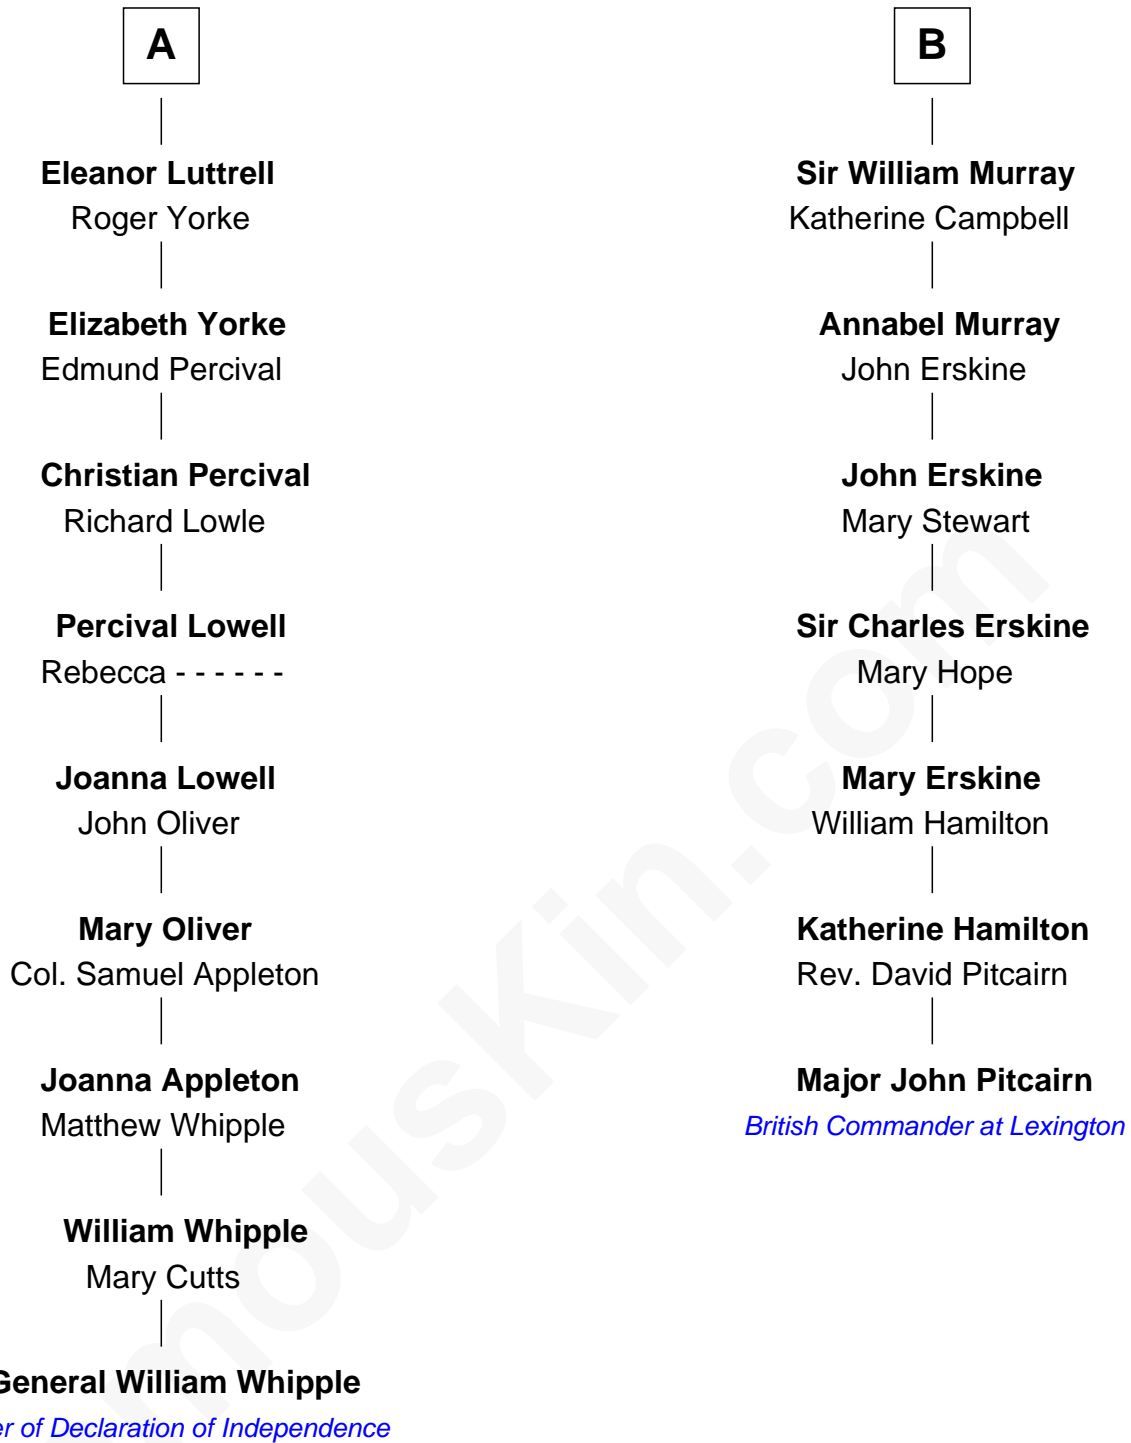 A
Eleanor Luttrell
Roger Yorke
Elizabeth Yorke
Edmund Percival
Christian Percival
Richard Lowle
Percival Lowell
Rebecca - - - - - -
Joanna Lowell
John Oliver
Mary Oliver
Col. Samuel Appleton
Joanna Appleton
Matthew Whipple
William Whipple
Mary Cutts
General William Whipple
er of Declaration of Independence
B
Sir William Murray
Katherine Campbell
Annabel Murray
John Erskine
John Erskine
Mary Stewart
Sir Charles Erskine
Mary Hope
Mary Erskine
William Hamilton
Katherine Hamilton
Rev. David Pitcairn
Major John Pitcairn
British Commander at Lexington
mousKin.com